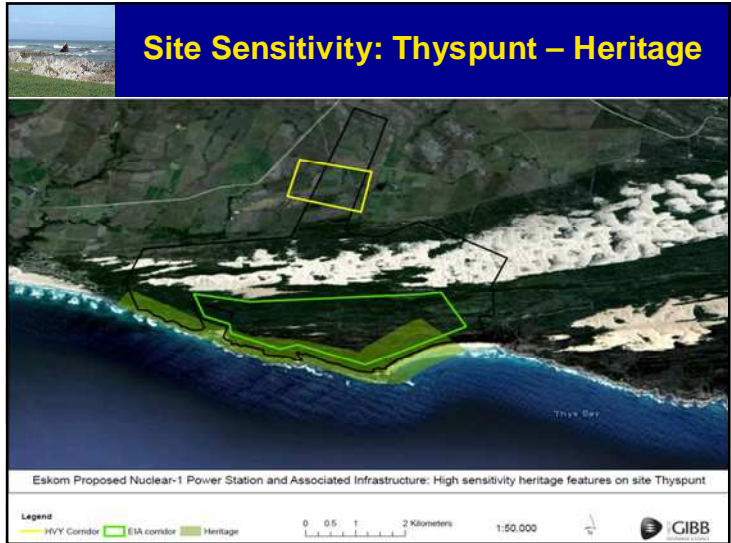 Site Sensitivity: Thyspunt – Heritage
Thys Bay
Eskom Proposed Nuclear-1 Power Station and Associated Infrastructure: High sensitivity heritage features on site Thyspunt
Legend
HVY Corridor EIA corridor Heritage
0 0.5 1 2 Kilometers
1:50,000
N
GIBB